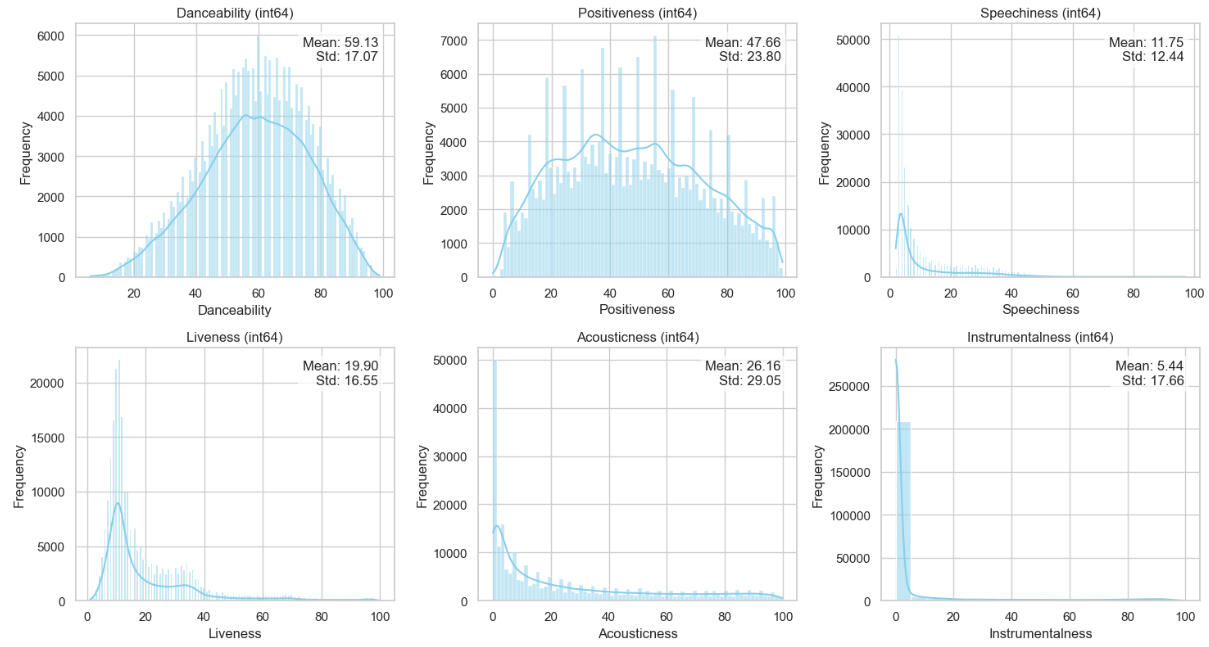 Danceability (int64)
Mean: 59.13
Std: 17.07
6000
5000
4000
3000
2000
1000
0
Frequency
20
40
60
80
100
Danceability
Positiveness (int64)
Mean: 47.66
Std: 23.80
7000
6000
5000
4000
3000
2000
1000
0
Frequency
0
20
40
60
80
100
Positiveness
Speechiness (int64)
Mean: 11.75
Std: 12.44
50000
40000
30000
20000
10000
0
Frequency
0
20
40
60
80
100
Speechiness
Liveness (int64)
Mean: 19.90
Std: 16.55
20000
15000
10000
5000
0
Frequency
0
20
40
60
80
100
Liveness
Acousticness (int64)
Mean: 26.16
Std: 29.05
50000
40000
30000
20000
10000
0
Frequency
0
20
40
60
80
100
Acousticness
Instrumentalness (int64)
Mean: 5.44
Std: 17.66
250000
200000
150000
100000
50000
0
Frequency
0
20
40
60
80
100
Instrumentalness